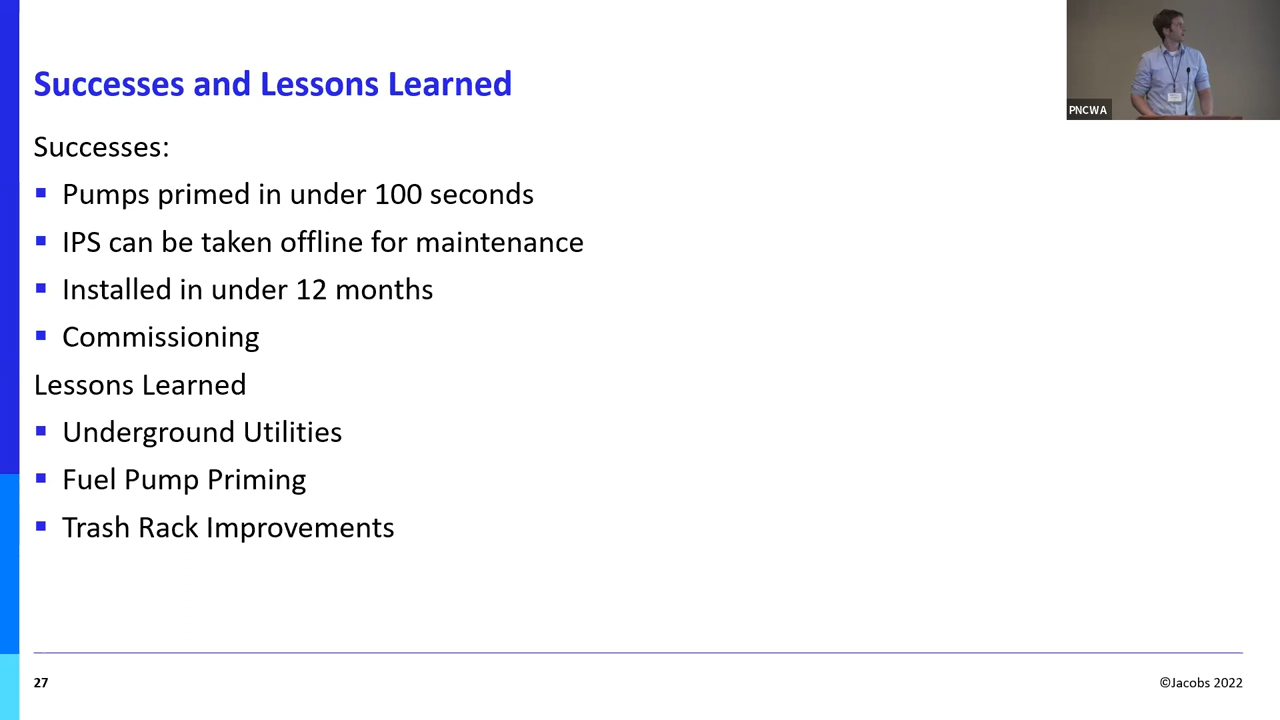 Successes and Lessons Learned
PNCWA
Successes:
Pumps primed in under 100 seconds
IPS can be taken offline for maintenance
Installed in under 12 months
Commissioning
Lessons Learned
Underground Utilities
Fuel Pump Priming
Trash Rack Improvements
27
©Jacobs 2022